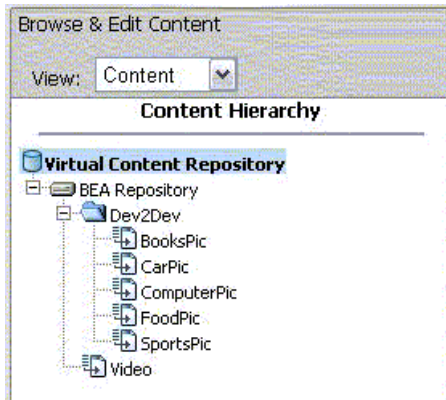 Browse & Edit Content
View: Content
Content Hierarchy
Virtual Content Repository
BEA Repository
Dev2Dev
BooksPic
CarPic
ComputerPic
FoodPic
SportsPic
Video